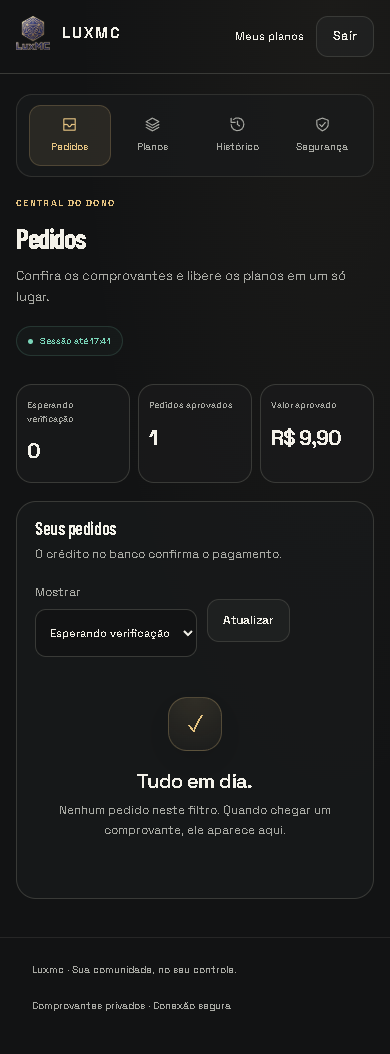 LuxMC
LUXMC
Meus planos
Sair
Pedidos
Planos
Histórico
Segurança
CENTRAL DO DONO
Pedidos
Confira os comprovantes e libere os planos em um só
lugar.
Sessão até 17:41
Esperando
verificação
0
Pedidos aprovados
1
Valor aprovado
R$ 9,90
Seus pedidos
O crédito no banco confirma o pagamento.
Mostrar
Esperando verificação
Atualizar
Tudo em dia.
Nenhum pedido neste filtro. Quando chegar um
comprovante, ele aparece aqui.
Luxmc · Sua comunidade, no seu controle.
Comprovantes privados · Conexão segura